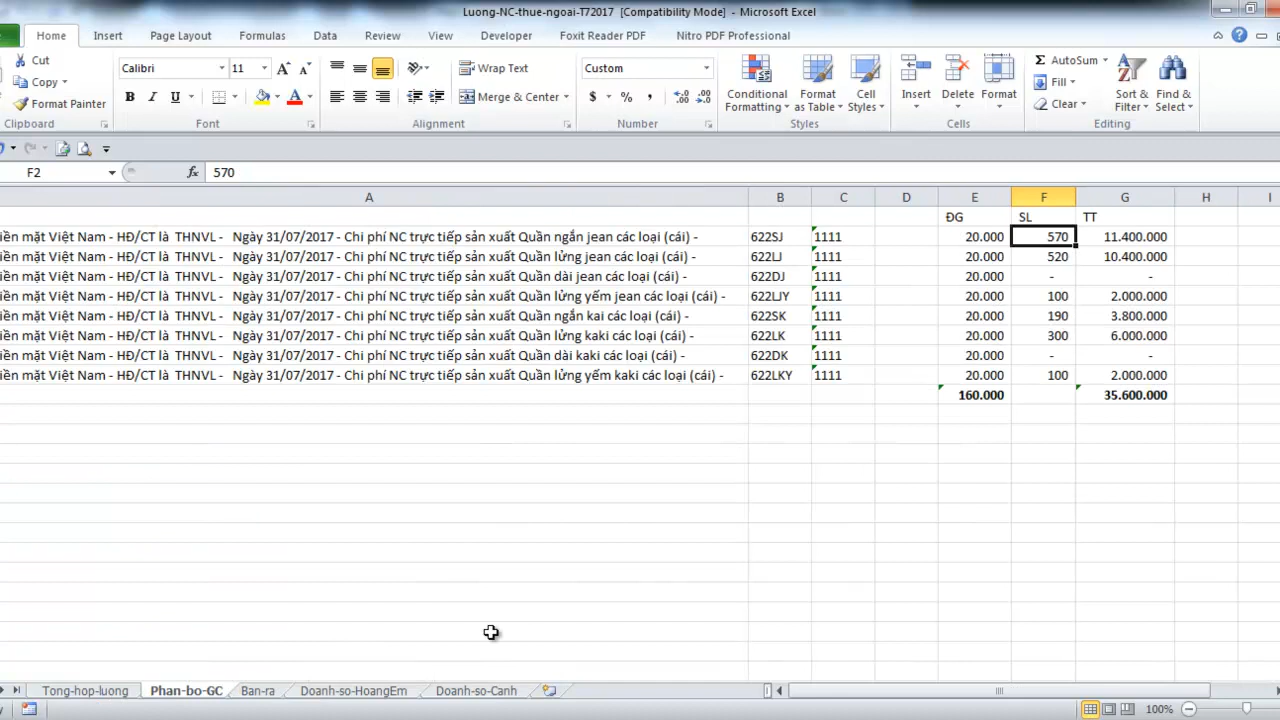 Luong-NC-thue-ngoai-T72017 [Compatibility Mode] - Microsoft Excel
Home Insert Page Layout Formulas Data Review View Developer Foxit Reader PDF Nitro PDF Professional
Cut
Copy
Format Painter
Clipboard
Calibri 11
B I U
Font
Wrap Text
Merge & Center
Alignment
Custom
$ % ,
Number
Conditional Formatting
Format as Table
Cell Styles
Styles
Insert Delete Format
Cells
AutoSum
Fill
Clear
Sort & Filter
Find & Select
Editing
F2 fx 570
A B C D E F G H I
ĐG SL TT
iền mặt Việt Nam - HĐ/CT là THNVL - Ngày 31/07/2017 - Chi phí NC trực tiếp sản xuất Quần ngắn jean các loại (cái) - 622SJ 1111 20.000 570 11.400.000
iền mặt Việt Nam - HĐ/CT là THNVL - Ngày 31/07/2017 - Chi phí NC trực tiếp sản xuất Quần lửng jean các loại (cái) - 622LJ 1111 20.000 520 10.400.000
iền mặt Việt Nam - HĐ/CT là THNVL - Ngày 31/07/2017 - Chi phí NC trực tiếp sản xuất Quần dài jean các loại (cái) - 622DJ 1111 20.000 - -
iền mặt Việt Nam - HĐ/CT là THNVL - Ngày 31/07/2017 - Chi phí NC trực tiếp sản xuất Quần lửng yếm jean các loại (cái) - 622LJY 1111 20.000 100 2.000.000
iền mặt Việt Nam - HĐ/CT là THNVL - Ngày 31/07/2017 - Chi phí NC trực tiếp sản xuất Quần ngắn kai các loại (cái) - 622SK 1111 20.000 190 3.800.000
iền mặt Việt Nam - HĐ/CT là THNVL - Ngày 31/07/2017 - Chi phí NC trực tiếp sản xuất Quần lửng kaki các loại (cái) - 622LK 1111 20.000 300 6.000.000
iền mặt Việt Nam - HĐ/CT là THNVL - Ngày 31/07/2017 - Chi phí NC trực tiếp sản xuất Quần dài kaki các loại (cái) - 622DK 1111 20.000 - -
iền mặt Việt Nam - HĐ/CT là THNVL - Ngày 31/07/2017 - Chi phí NC trực tiếp sản xuất Quần lửng yếm kaki các loại (cái) - 622LKY 1111 20.000 100 2.000.000
160.000 35.600.000
Tong-hop-luong Phan-bo-GC Ban-ra Doanh-so-HoangEm Doanh-so-Canh
100%